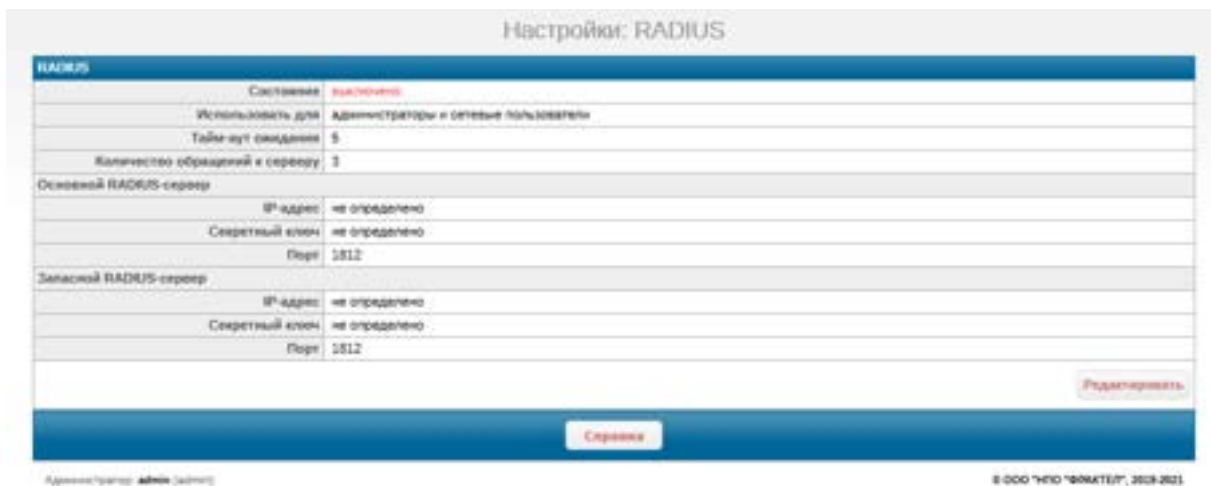 Настройки: RADIUS
RADIUS
Состояние выключено
Использовать для администраторы и сетевые пользователи
Тайм-аут ожидания 5
Количество обращений к серверу 3
Основной RADIUS-сервер
IP-адрес не определено
Секретный ключ не определено
Порт 1812
Запасной RADIUS-сервер
IP-адрес не определено
Секретный ключ не определено
Порт 1812
Редактировать
Справка
Администратор: admin (admin)
© ООО "НПО "ФРАКТЕЛ", 2019-2021